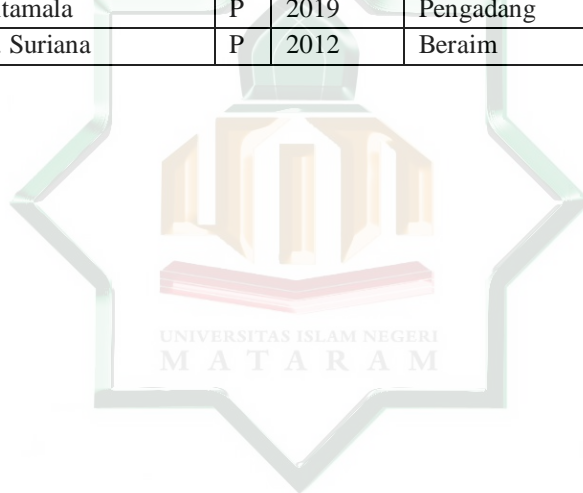 tamala P 2019 Pengadang
. Suriana P 2012 Beraim
UNIVERSITAS ISLAM NEGERI
M A T A R A M